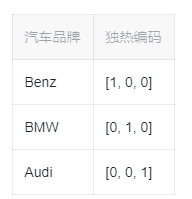 汽车品牌 独热编码
Benz [1, 0, 0]
BMW [0, 1, 0]
Audi [0, 0, 1]